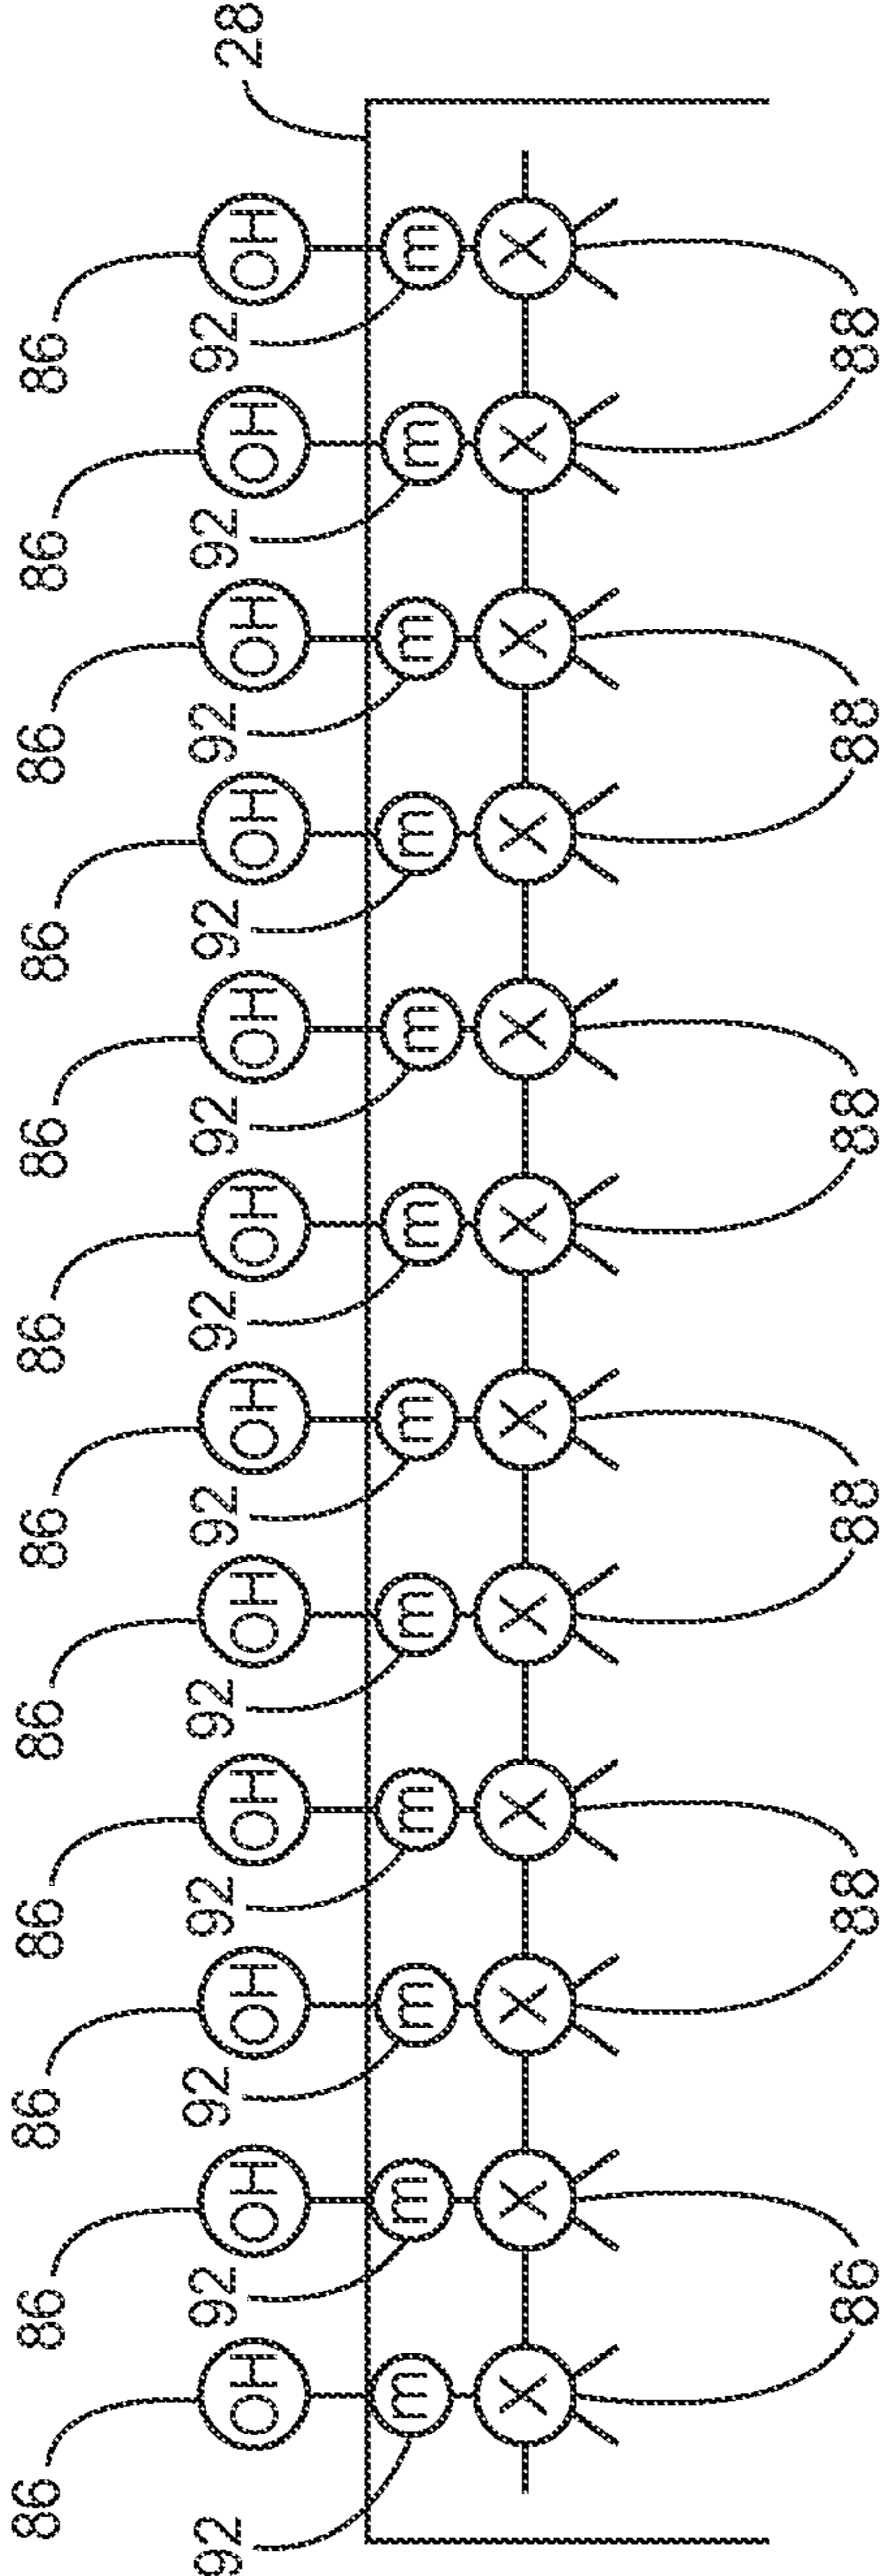 86 86 86 86 86 86 86 86 86 86 86 86
92 92 92 92 92 92 92 92 92 92 92 92 28
OH OH OH OH OH OH OH OH OH OH OH OH
m m m m m m m m m m m m
X X X X X X X X X X X X
86 88 88 88 88 88